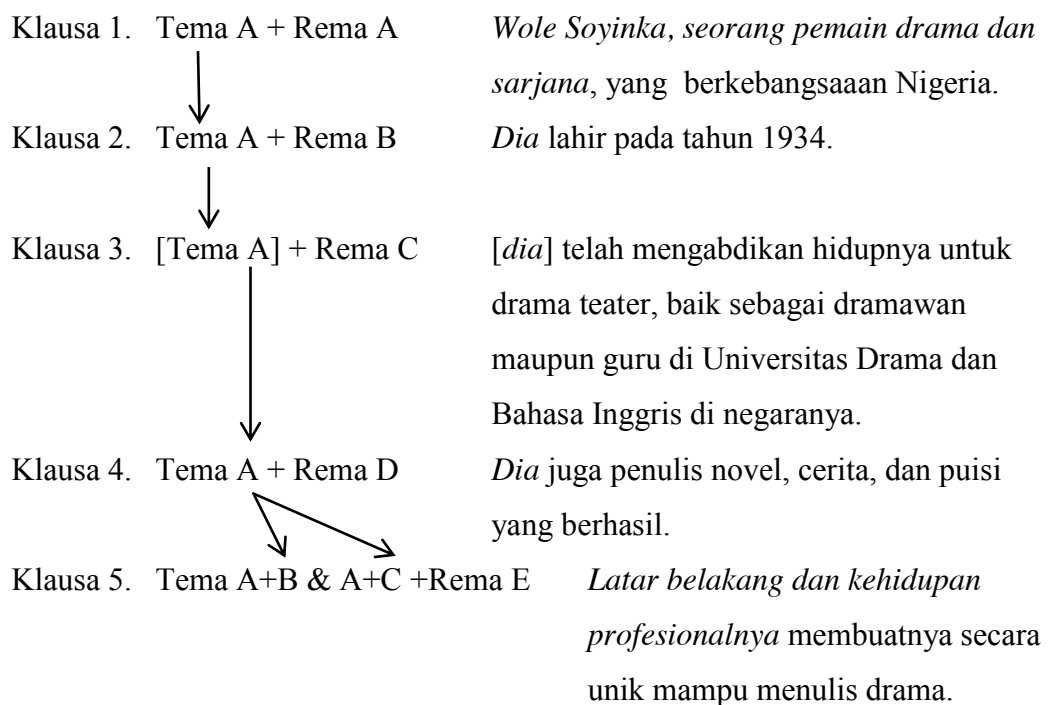 Klausa 1. Tema A + Rema A Wole Soyinka, seorang pemain drama dan
sarjana, yang berkebangsaaan Nigeria.
Klausa 2. Tema A + Rema B Dia lahir pada tahun 1934.
Klausa 3. [Tema A] + Rema C [dia] telah mengabdikan hidupnya untuk
drama teater, baik sebagai dramawan
maupun guru di Universitas Drama dan
Bahasa Inggris di negaranya.
Klausa 4. Tema A + Rema D Dia juga penulis novel, cerita, dan puisi
yang berhasil.
Klausa 5. Tema A+B & A+C +Rema E Latar belakang dan kehidupan
profesionalnya membuatnya secara
unik mampu menulis drama.